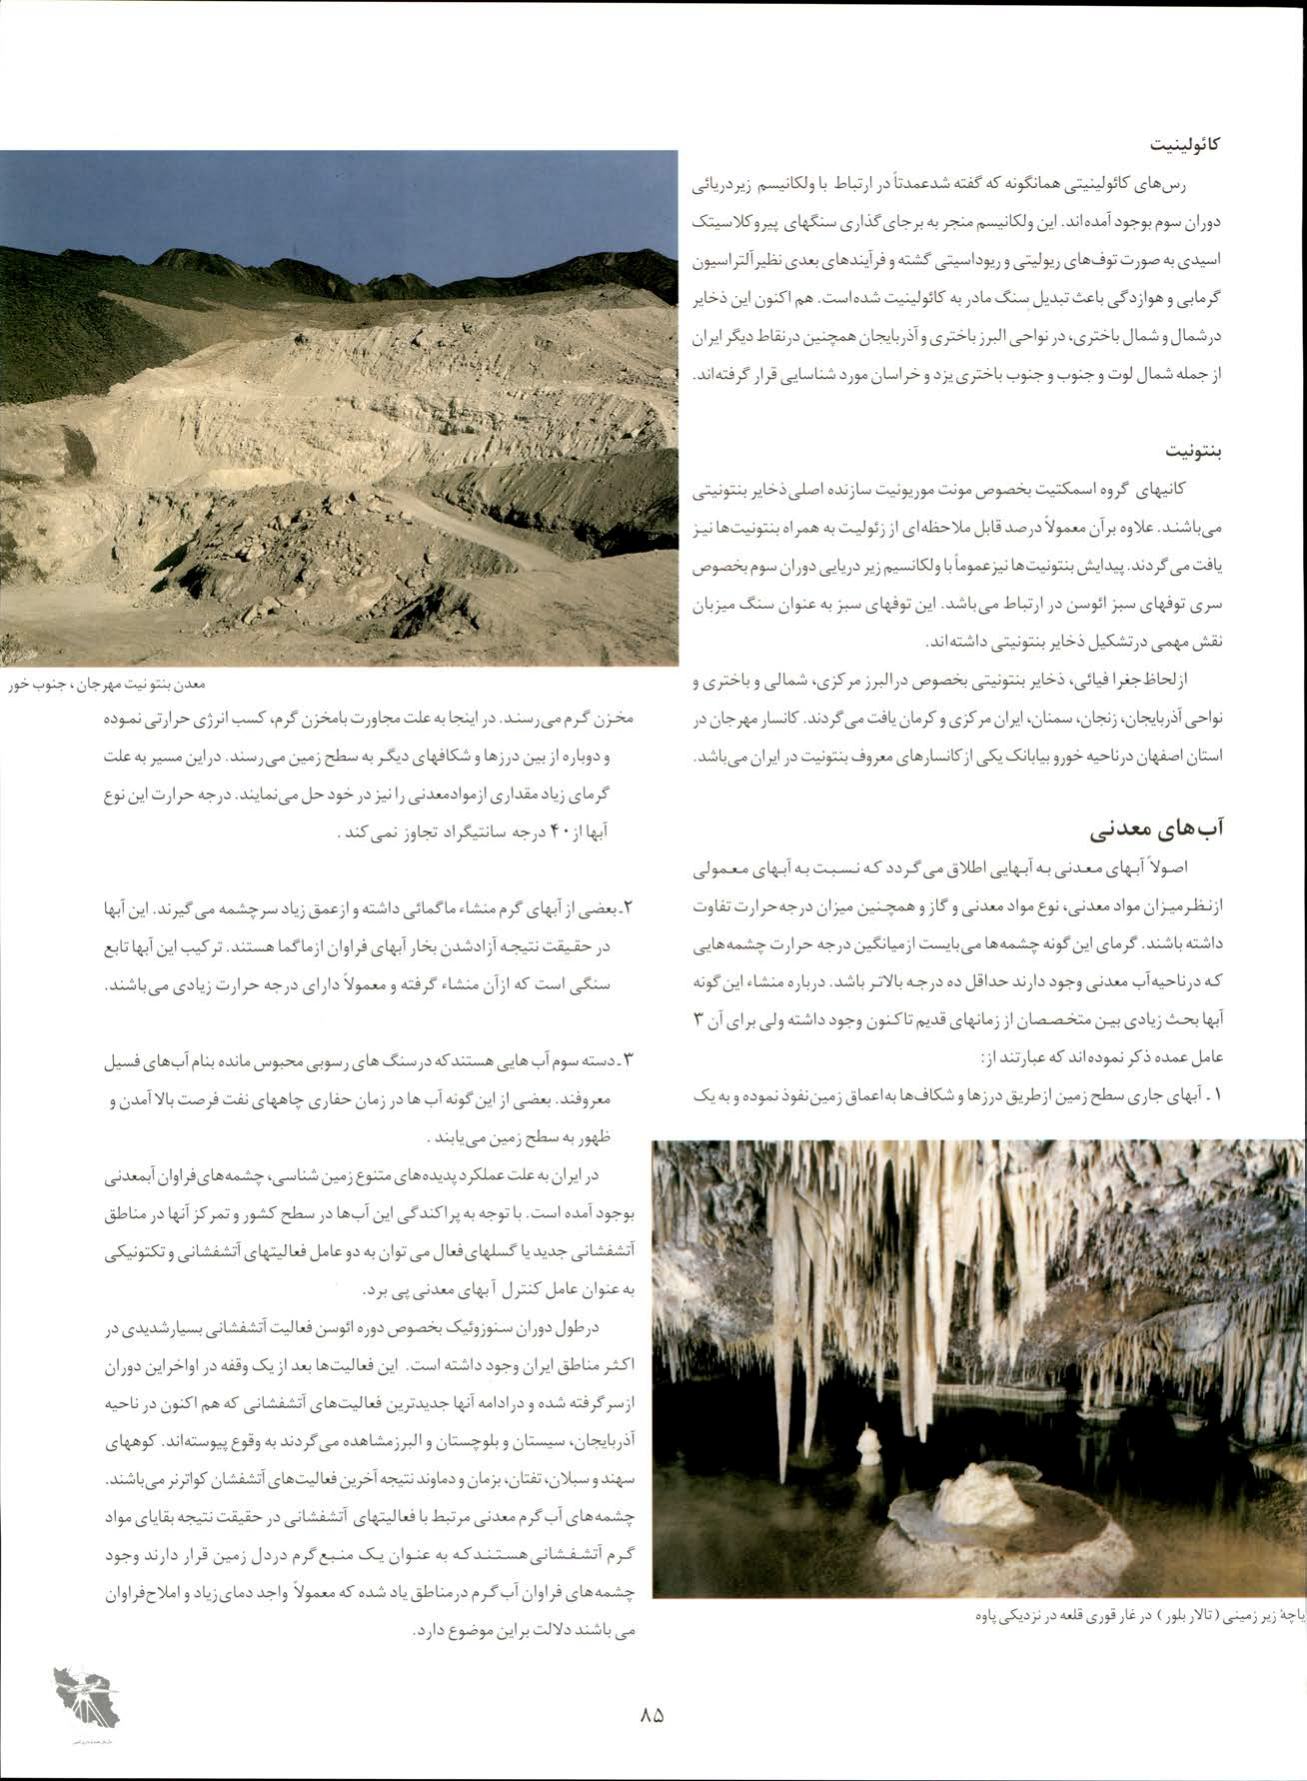 کائولینیت
رس‌های کائولینیتی همانگونه که گفته شدعمدتاً در ارتباط با ولکانیسم زیردریائی
دوران سوم بوجود آمده‌اند. این ولکانیسم منجر به برجای‌گذاری سنگهای پیروکلاسیتک
اسیدی به صورت توف‌های ریولیتی و ریوداسیتی گشته و فرآیندهای بعدی نظیرآلتراسیون
گرمابی و هوازدگی باعث تبدیل سنگ مادر به کائولینیت شده‌است. هم اکنون این ذخایر
درشمال و شمال باختری، در نواحی البرز باختری و آذربایجان همچنین درنقاط دیگر ایران
از جمله شمال لوت و جنوب و جنوب باختری یزد و خراسان مورد شناسایی قرار گرفته‌اند.
بنتونیت
کانیهای گروه اسمکتیت بخصوص مونت موریونیت سازنده اصلی ذخایر بنتونیتی
می‌باشند. علاوه برآن معمولاً درصد قابل ملاحظه‌ای از زئولیت به همراه بنتونیت‌ها نیز
یافت می گردند. پیدایش بنتونیت‌ها نیزعموماً با ولکانسیم زیر دریایی دوران سوم بخصوص
سری توفهای سبز ائوسن در ارتباط می‌باشد. این توفهای سبز به عنوان سنگ میزبان
نقش مهمی درتشکیل ذخایر بنتونیتی داشته‌اند.
ازلحاظ جغرا فیائی، ذخایر بنتونیتی بخصوص درالبرز مرکزی، شمالی و باختری و
نواحی آذربایجان، زنجان، سمنان، ایران مرکزی و کرمان یافت می‌گردند. کانسار مهرجان در
استان اصفهان درناحیه خورو بیابانک یکی از کانسارهای معروف بنتونیت در ایران می‌باشد.
آب‌های معدنی
اصولاً آبهای معدنی به آبهایی اطلاق می‌گردد که نسبت به آبهای معمولی
ازنظرمیزان مواد معدنی، نوع مواد معدنی و گاز و همچنین میزان درجه حرارت تفاوت
داشته باشند. گرمای این گونه چشمه‌ها می‌بایست ازمیانگین درجه حرارت چشمه‌هایی
که درناحیه‌آب معدنی وجود دارند حداقل ده درجه بالاتر باشد. درباره منشاء این گونه
آبها بحث زیادی بین متخصصان از زمانهای قدیم تاکنون وجود داشته ولی برای آن ۳
عامل عمده ذکر نموده‌اند که عبارتند از:
۱ ـ آبهای جاری سطح زمین ازطریق درزها و شکاف‌ها به‌اعماق زمین‌نفوذ نموده و به یک
یاچهٔ زیر زمینی ( تالار بلور ) در غار قوری قلعه در نزدیکی پاوه
معدن بنتونیت مهرجان ، جنوب خور
مخزن گرم می‌رسند. در اینجا به علت مجاورت بامخزن گرم، کسب انرژی حرارتی نموده
و دوباره از بین درزها و شکافهای دیگر به سطح زمین می‌رسند. دراین مسیر به علت
گرمای زیاد مقداری ازموادمعدنی را نیز در خود حل می‌نمایند. درجه حرارت این نوع
آبها از ۴۰ درجه سانتیگراد تجاوز نمی کند .
۲ـ بعضی از آبهای گرم منشاء ماگمائی داشته و ازعمق زیاد سرچشمه می گیرند. این آبها
در حقیقت نتیجه آزادشدن بخار آبهای فراوان ازماگما هستند. ترکیب این آبها تابع
سنگی است که ازآن منشاء گرفته و معمولاً دارای درجه حرارت زیادی می‌باشند.
۳ ـ دسته سوم آب هایی هستندکه درسنگ های رسوبی محبوس مانده بنام آب‌های فسیل
معروفند. بعضی از این گونه آب ها در زمان حفاری چاههای نفت فرصت بالا آمدن و
ظهور به سطح زمین می‌یابند .
در ایران به علت عملکرد پدیده‌های متنوع زمین شناسی، چشمه‌های‌فراوان آبمعدنی
بوجود آمده است. با توجه به پراکندگی این آب‌ها در سطح کشور و تمرکز آنها در مناطق
آتشفشانی جدید یا گسلهای‌فعال می توان به دو عامل فعالیتهای آتشفشانی و تکتونیکی
به عنوان عامل کنترل آبهای معدنی پی برد.
درطول دوران سنوزوئیک بخصوص دوره ائوسن فعالیت آتشفشانی بسیارشدیدی در
اکثر مناطق ایران وجود داشته است. این فعالیت‌ها بعد از یک وقفه در اواخراین دوران
ازسر گرفته شده و درادامه آنها جدیدترین فعالیت‌های آتشفشانی که هم اکنون در ناحیه
آذربایجان، سیستان و بلوچستان و البرزمشاهده می‌گردند به وقوع پیوسته‌اند. کوههای
سهند و سبلان، تفتان، بزمان و دماوند نتیجه آخرین فعالیت‌های آتشفشان کواترنر می‌باشند.
چشمه‌های آب گرم معدنی مرتبط با فعالیتهای آتشفشانی در حقیقت نتیجه بقایای مواد
گرم آتشفشانی هستندکه به عنوان یک منبع گرم دردل زمین قرار دارند وجود
چشمه‌های فراوان آب گرم درمناطق یاد شده که معمولاً واجد دمای زیاد و املاح‌فراوان
می باشند دلالت براین موضوع دارد.
۸۵